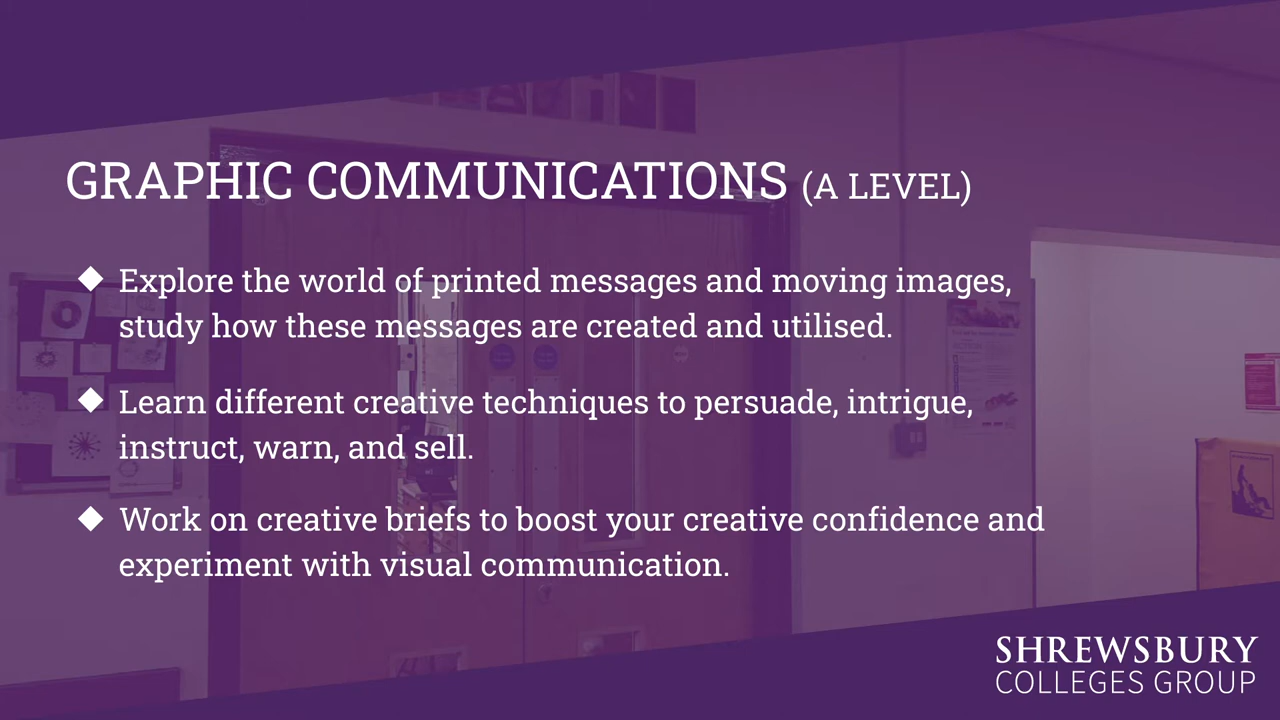 GRAPHIC COMMUNICATIONS (A LEVEL)
◆ Explore the world of printed messages and moving images,
study how these messages are created and utilised.
◆ Learn different creative techniques to persuade, intrigue,
instruct, warn, and sell.
◆ Work on creative briefs to boost your creative confidence and
experiment with visual communication.
SHREWSBURY
COLLEGES GROUP